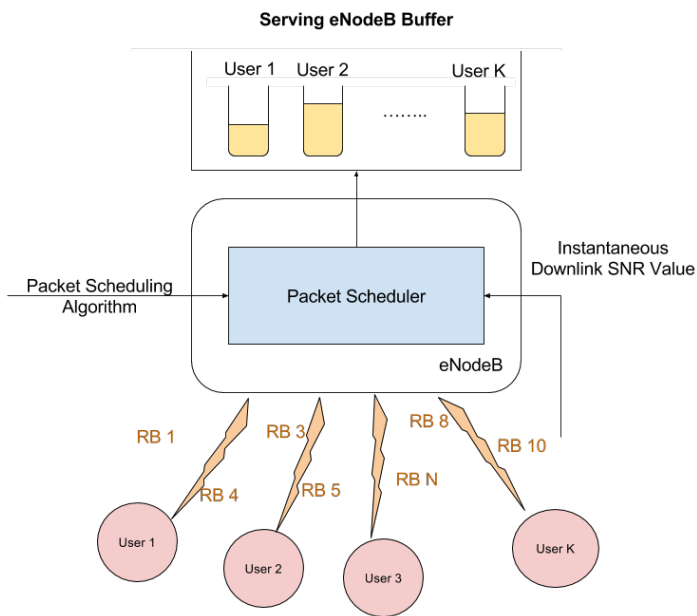 Serving eNodeB Buffer
User 1
User 2
User K
........
Packet Scheduling
Algorithm
Packet Scheduler
Instantaneous
Downlink SNR Value
eNodeB
RB 1
RB 4
RB 3
RB 5
RB N
RB 8
RB 10
User 1
User 2
User 3
User K